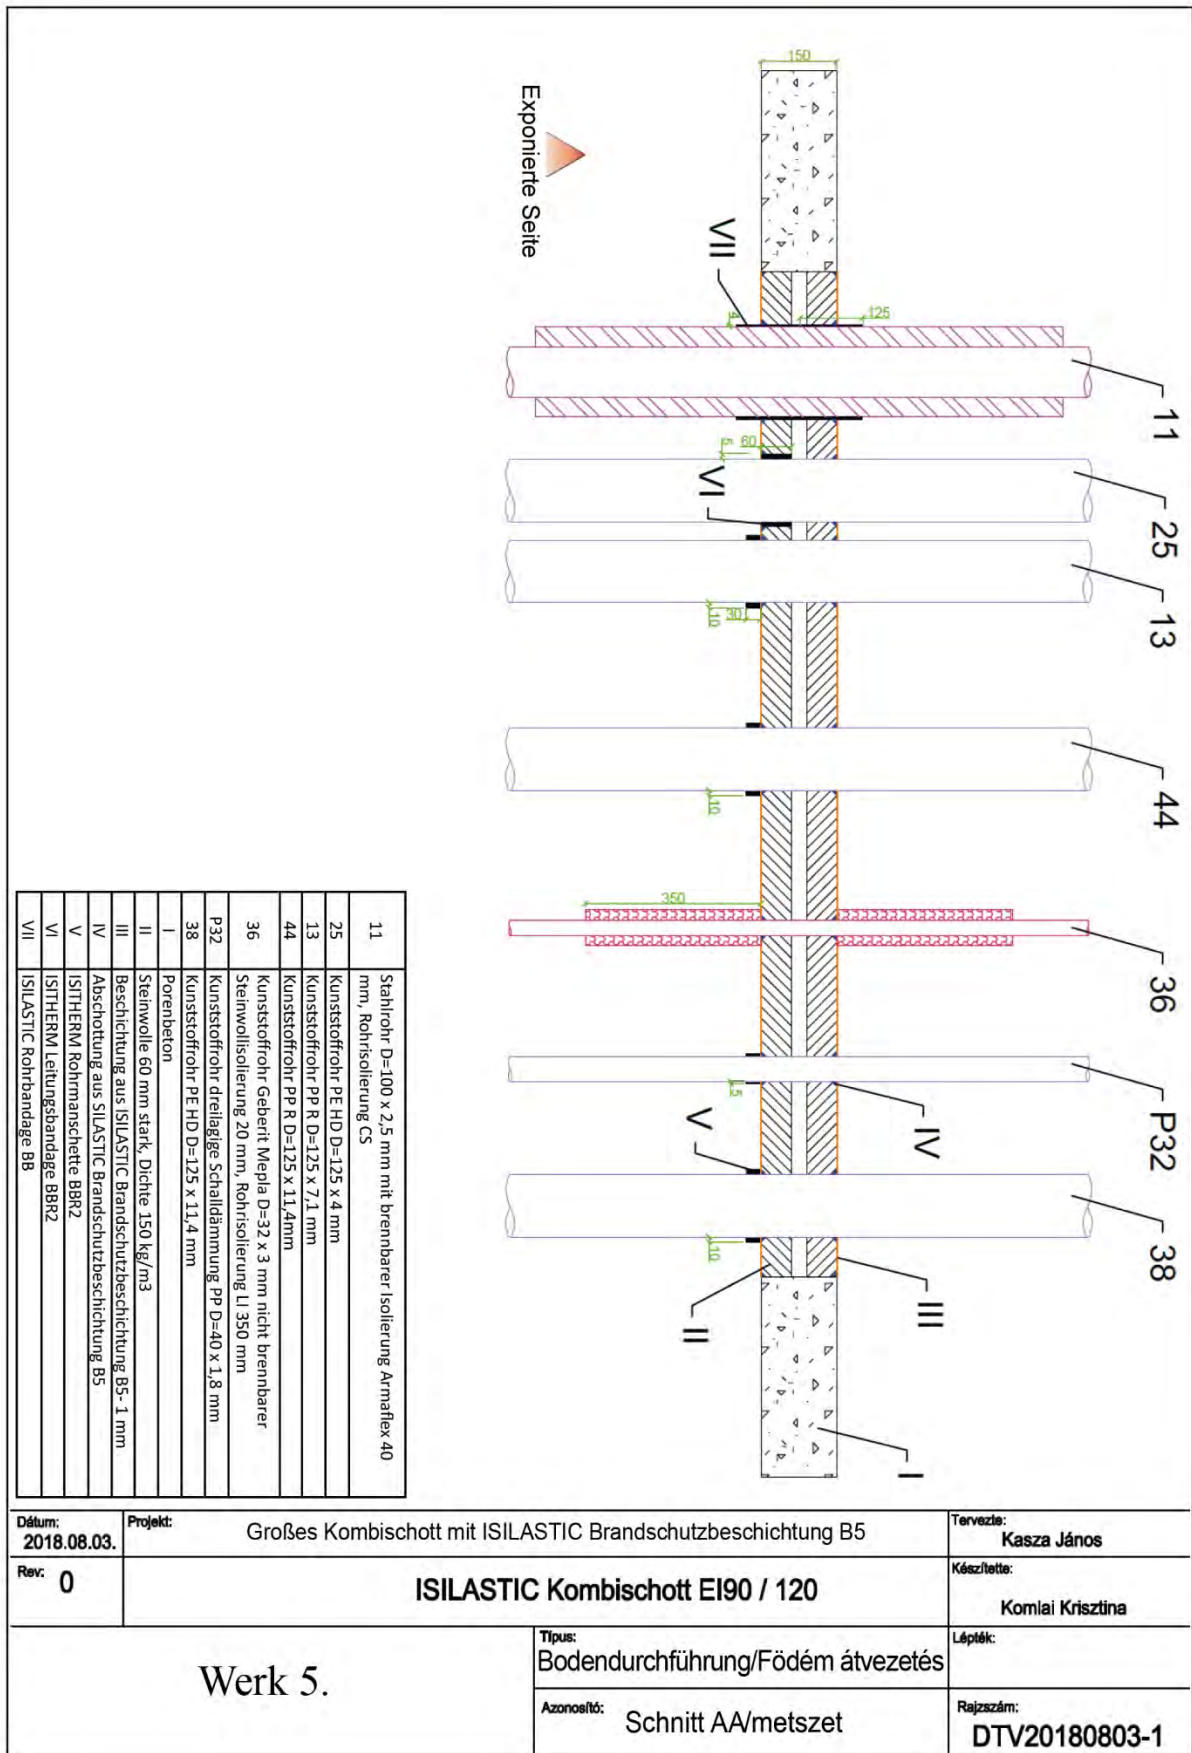 150
Exponierte Seite
VII
4
125
11
5
60
VI
25
10
30
13
10
44
350
36
1,5
P32
V
IV
10
38
III
II
I
11 Stahlrohr D=100 x 2,5 mm mit brennbarer Isolierung Armaflex 40
mm, Rohrisolierung CS
25 Kunststoffrohr PE HD D=125 x 4 mm
13 Kunststoffrohr PP R D=125 x 7,1 mm
44 Kunststoffrohr PP R D=125 x 11,4mm
36 Kunststoffrohr Geberit Mepla D=32 x 3 mm nicht brennbarer
Steinwollisolierung 20 mm, Rohrisolierung LI 350 mm
P32 Kunststoffrohr dreilagige Schalldämmung PP D=40 x 1,8 mm
38 Kunststoffrohr PE HD D=125 x 11,4 mm
I Porenbeton
II Steinwolle 60 mm stark, Dichte 150 kg/m3
III Beschichtung aus ISILASTIC Brandschutzbeschichtung B5- 1 mm
IV Abschottung aus SILASTIC Brandschutzbeschichtung B5
V ISITHERM Rohrmanschette BBR2
VI ISITHERM Leitungsbandage BBR2
VII ISILASTIC Rohrbandage BB
Dátum:
2018.08.03.
Projekt:
Großes Kombischott mit ISILASTIC Brandschutzbeschichtung B5
Tervezte:
Kasza János
Rev: 0
ISILASTIC Kombischott EI90 / 120
Készítette:
Komlai Krisztina
Werk 5.
Típus:
Bodendurchführung/Födém átvezetés
Lépték:
Azonosító:
Schnitt AA/metszet
Rajzszám:
DTV20180803-1